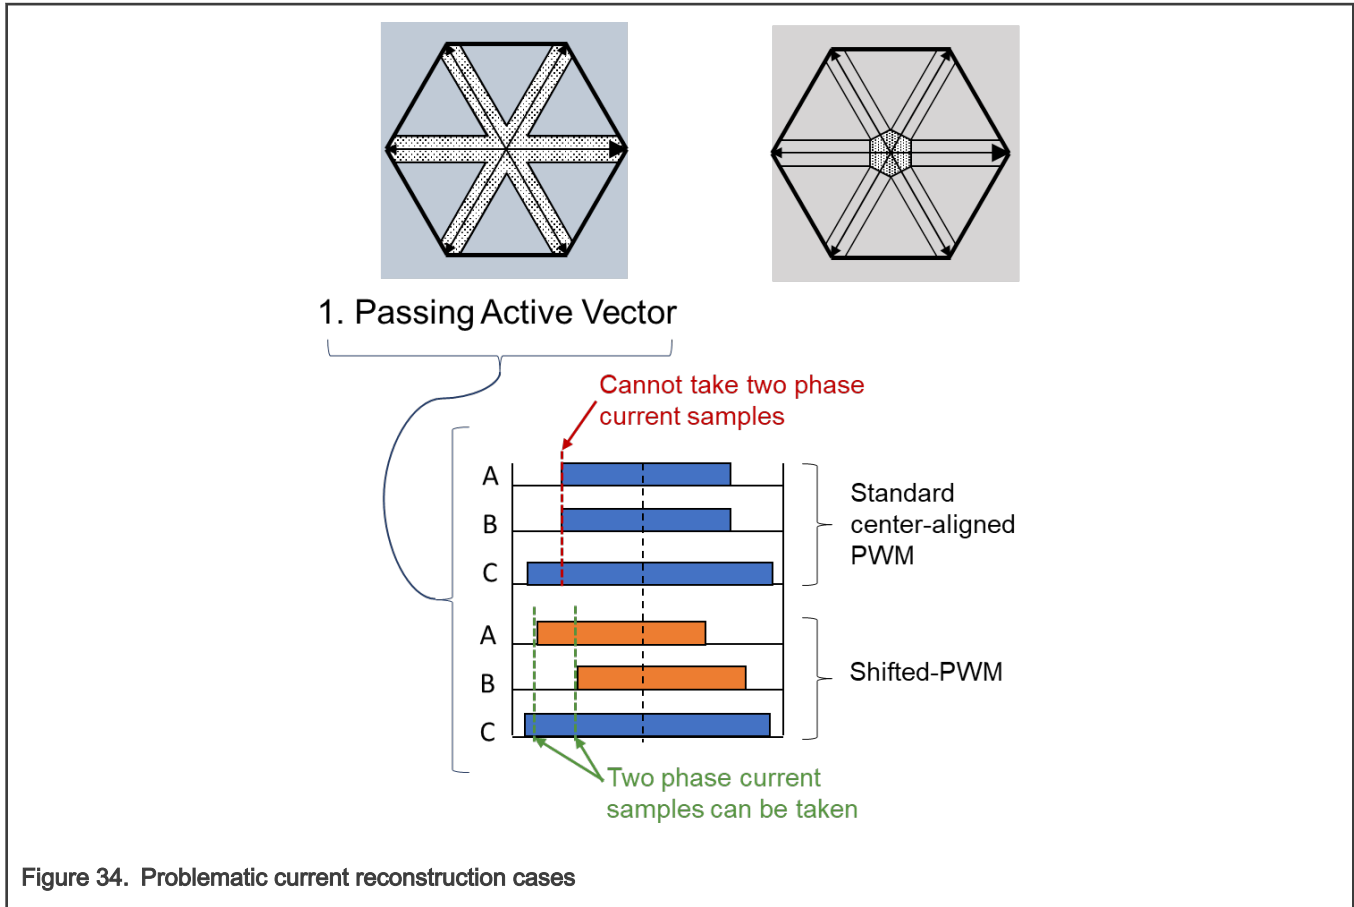 1. Passing Active Vector
Cannot take two phase
current samples
A
B
C
Standard
center-aligned
PWM
A
B
C
Shifted-PWM
Two phase current
samples can be taken
Figure 34. Problematic current reconstruction cases